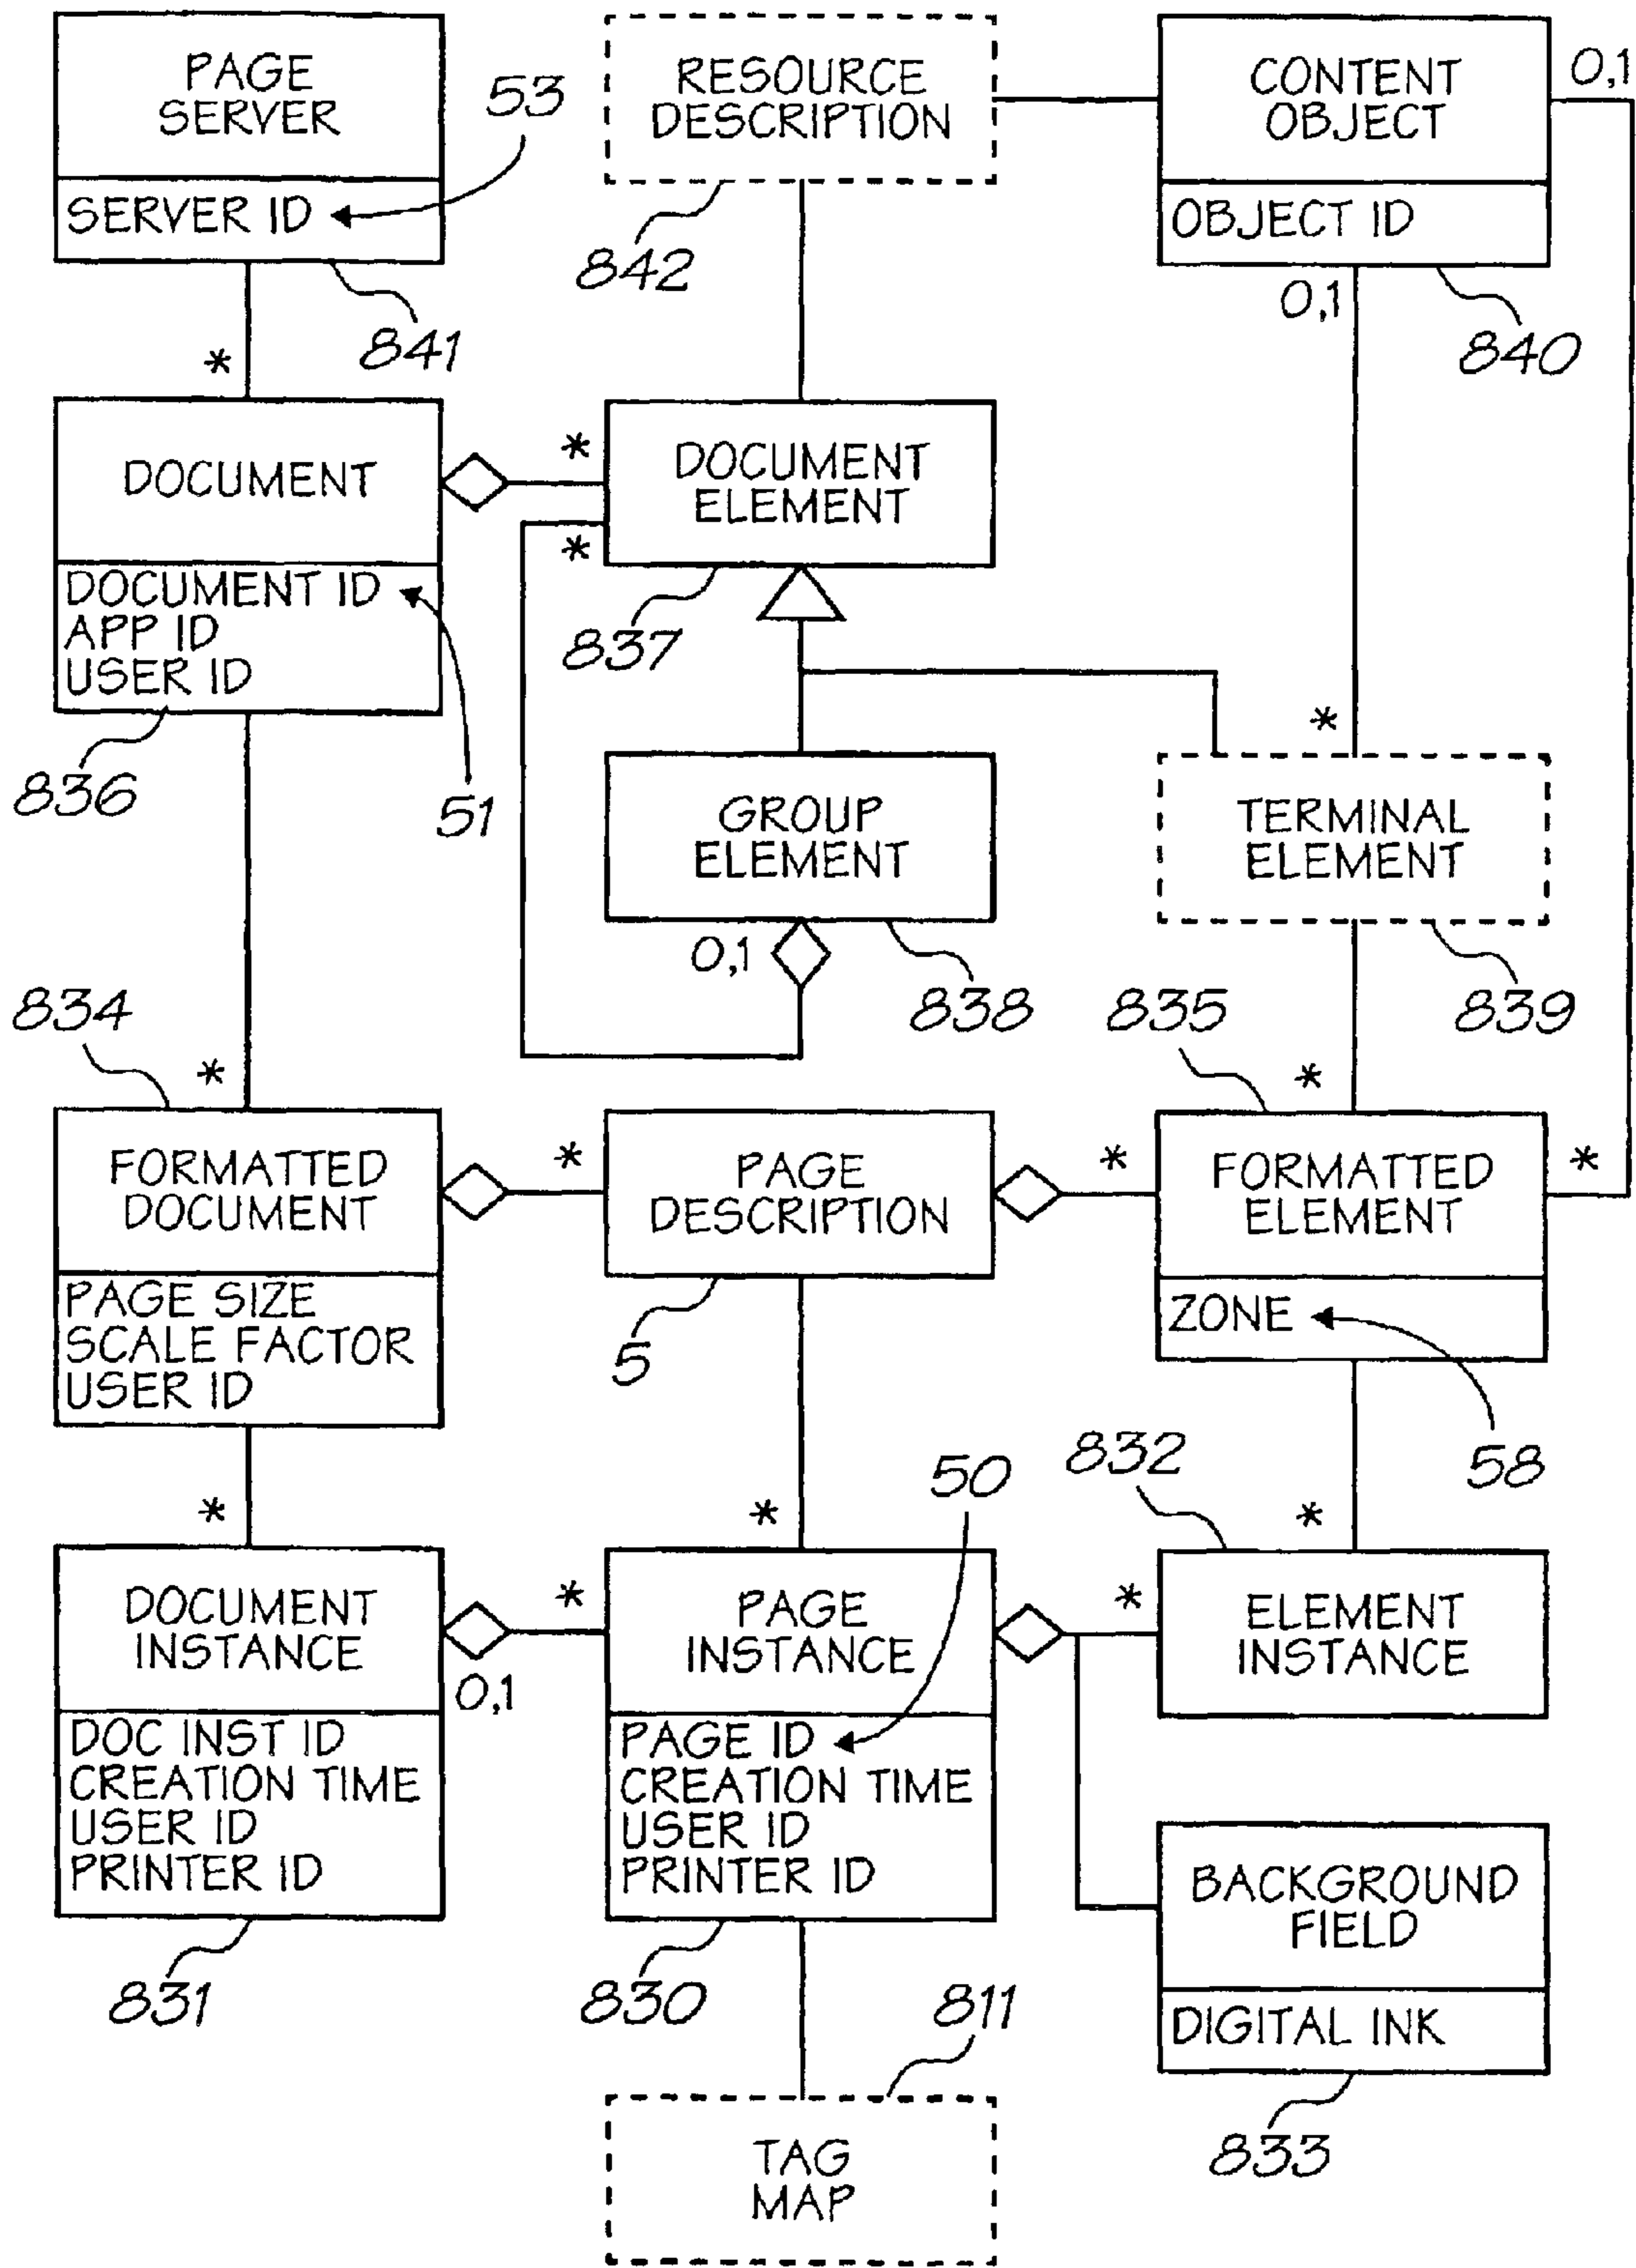 PAGE
SERVER
SERVER ID
53
841
RESOURCE
DESCRIPTION
842
CONTENT
OBJECT
OBJECT ID
0,1
0,1
840
*
DOCUMENT
DOCUMENT ID
APP ID
USER ID
836
51
*
*
DOCUMENT
ELEMENT
837
GROUP
ELEMENT
0,1
838
*
TERMINAL
ELEMENT
839
834
*
FORMATTED
DOCUMENT
PAGE SIZE
SCALE FACTOR
USER ID
*
PAGE
DESCRIPTION
5
835
*
*
*
FORMATTED
ELEMENT
ZONE
58
*
DOCUMENT
INSTANCE
0,1
DOC INST ID
CREATION TIME
USER ID
PRINTER ID
831
*
*
50
PAGE
INSTANCE
PAGE ID
CREATION TIME
USER ID
PRINTER ID
830
832
*
*
ELEMENT
INSTANCE
BACKGROUND
FIELD
DIGITAL INK
833
811
TAG
MAP